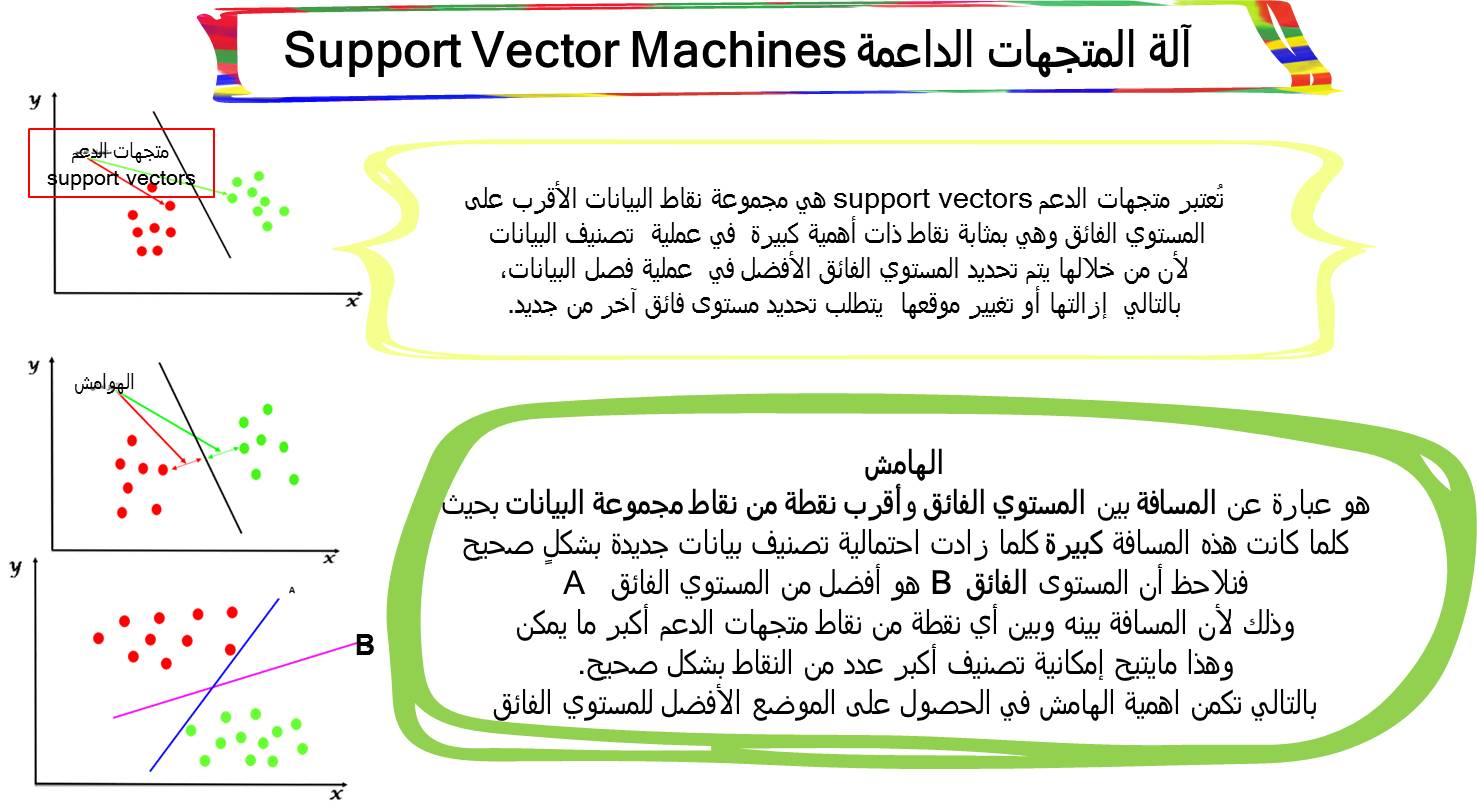 آلة المتجهات الداعمة Support Vector Machines
y
متجهات الدعم
support vectors
x
تُعتبر متجهات الدعم support vectors هي مجموعة نقاط البيانات الأقرب على
المستوي الفائق وهي بمثابة نقاط ذات أهمية كبيرة في عملية تصنيف البيانات
لأن من خلالها يتم تحديد المستوي الفائق الأفضل في عملية فصل البيانات،
بالتالي إزالتها أو تغيير موقعها يتطلب تحديد مستوى فائق آخر من جديد.
y
الهوامش
x
الهامش
هو عبارة عن المسافة بين المستوي الفائق وأقرب نقطة من نقاط مجموعة البيانات بحيث
كلما كانت هذه المسافة كبيرة كلما زادت احتمالية تصنيف بيانات جديدة بشكلٍ صحيح
فنلاحظ أن المستوى الفائق B هو أفضل من المستوي الفائق A
وذلك لأن المسافة بينه وبين أي نقطة من نقاط متجهات الدعم أكبر ما يمكن
وهذا مايتيح إمكانية تصنيف أكبر عدد من النقاط بشكل صحيح.
بالتالي تكمن اهمية الهامش في الحصول على الموضع الأفضل للمستوي الفائق
y
A
B
x